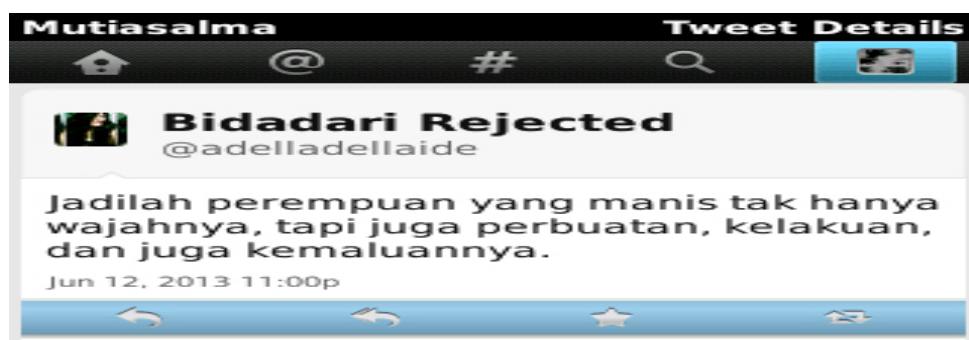 Mutiasalma Tweet Details
@ #
Bidadari Rejected
@adelladellaide
Jadilah perempuan yang manis tak hanya
wajahnya, tapi juga perbuatan, kelakuan,
dan juga kemaluannya.
Jun 12, 2013 11:00p